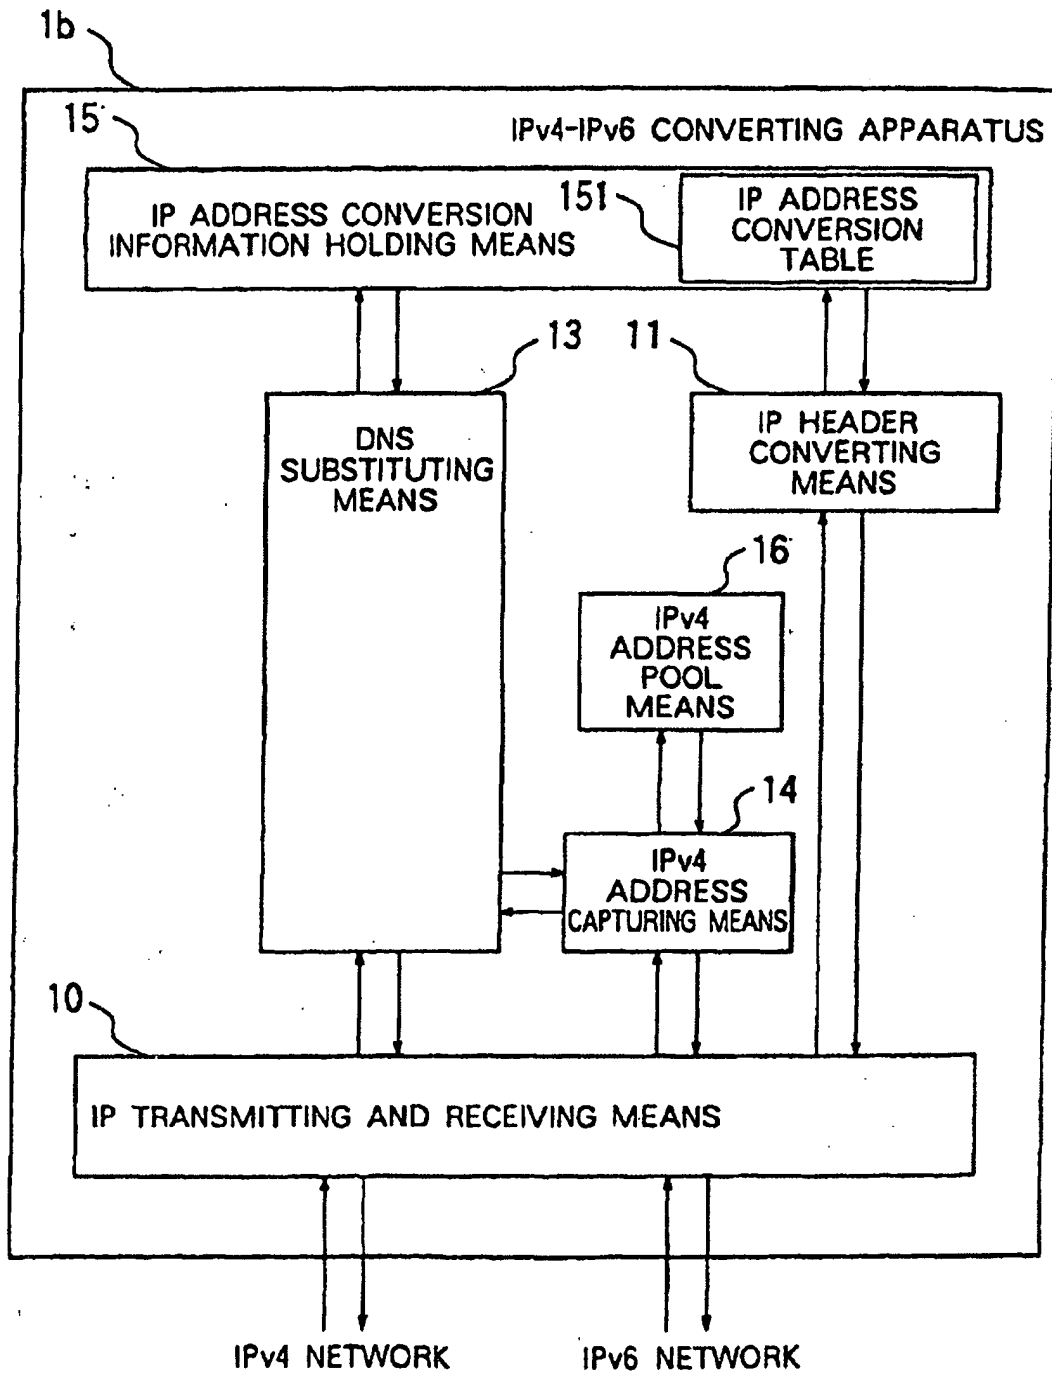 1b
IPv4-IPv6 CONVERTING APPARATUS
15
IP ADDRESS CONVERSION
INFORMATION HOLDING MEANS
151
IP ADDRESS
CONVERSION
TABLE
13
11
DNS
SUBSTITUTING
MEANS
IP HEADER
CONVERTING
MEANS
16
IPv4
ADDRESS
POOL
MEANS
14
IPv4
ADDRESS
CAPTURING MEANS
10
IP TRANSMITTING AND RECEIVING MEANS
IPv4 NETWORK
IPv6 NETWORK